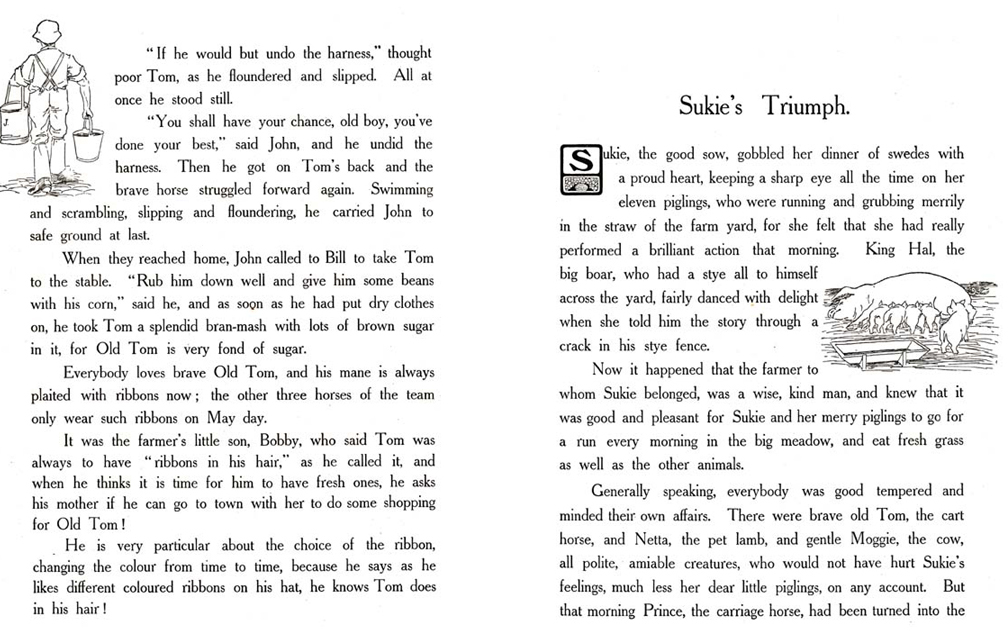 "If he would but undo the harness," thought
poor Tom, as he floundered and slipped. All at
once he stood still.
"You shall have your chance, old boy, you've
done your best," said John, and he undid the
harness. Then he got on Tom's back and the
brave horse struggled forward again. Swimming
and scrambling, slipping and floundering, he carried John to
safe ground at last.
When they reached home, John called to Bill to take Tom
to the stable. "Rub him down well and give him some beans
with his corn," said he, and as soon as he had put dry clothes
on, he took Tom a splendid bran-mash with lots of brown sugar
in it, for Old Tom is very fond of sugar.
Everybody loves brave Old Tom, and his mane is always
plaited with ribbons now; the other three horses of the team
only wear such ribbons on May day.
It was the farmer's little son, Bobby, who said Tom was
always to have "ribbons in his hair," as he called it, and
when he thinks it is time for him to have fresh ones, he asks
his mother if he can go to town with her to do some shopping
for Old Tom!
He is very particular about the choice of the ribbon,
changing the colour from time to time, because he says as he
likes different coloured ribbons on his hat, he knows Tom does
in his hair!
Sukie's Triumph.
Sukie, the good sow, gobbled her dinner of swedes with
a proud heart, keeping a sharp eye all the time on her
eleven piglings, who were running and grubbing merrily
in the straw of the farm yard, for she felt that she had really
performed a brilliant action that morning. King Hal, the
big boar, who had a stye all to himself
across the yard, fairly danced with delight
when she told him the story through a
crack in his stye fence.
Now it happened that the farmer to
whom Sukie belonged, was a wise, kind man, and knew that it
was good and pleasant for Sukie and her merry piglings to go for
a run every morning in the big meadow, and eat fresh grass
as well as the other animals.
Generally speaking, everybody was good tempered and
minded their own affairs. There were brave old Tom, the cart
horse, and Netta, the pet lamb, and gentle Moggie, the cow,
all polite, amiable creatures, who would not have hurt Sukie's
feelings, much less her dear little piglings, on any account. But
that morning Prince, the carriage horse, had been turned into the